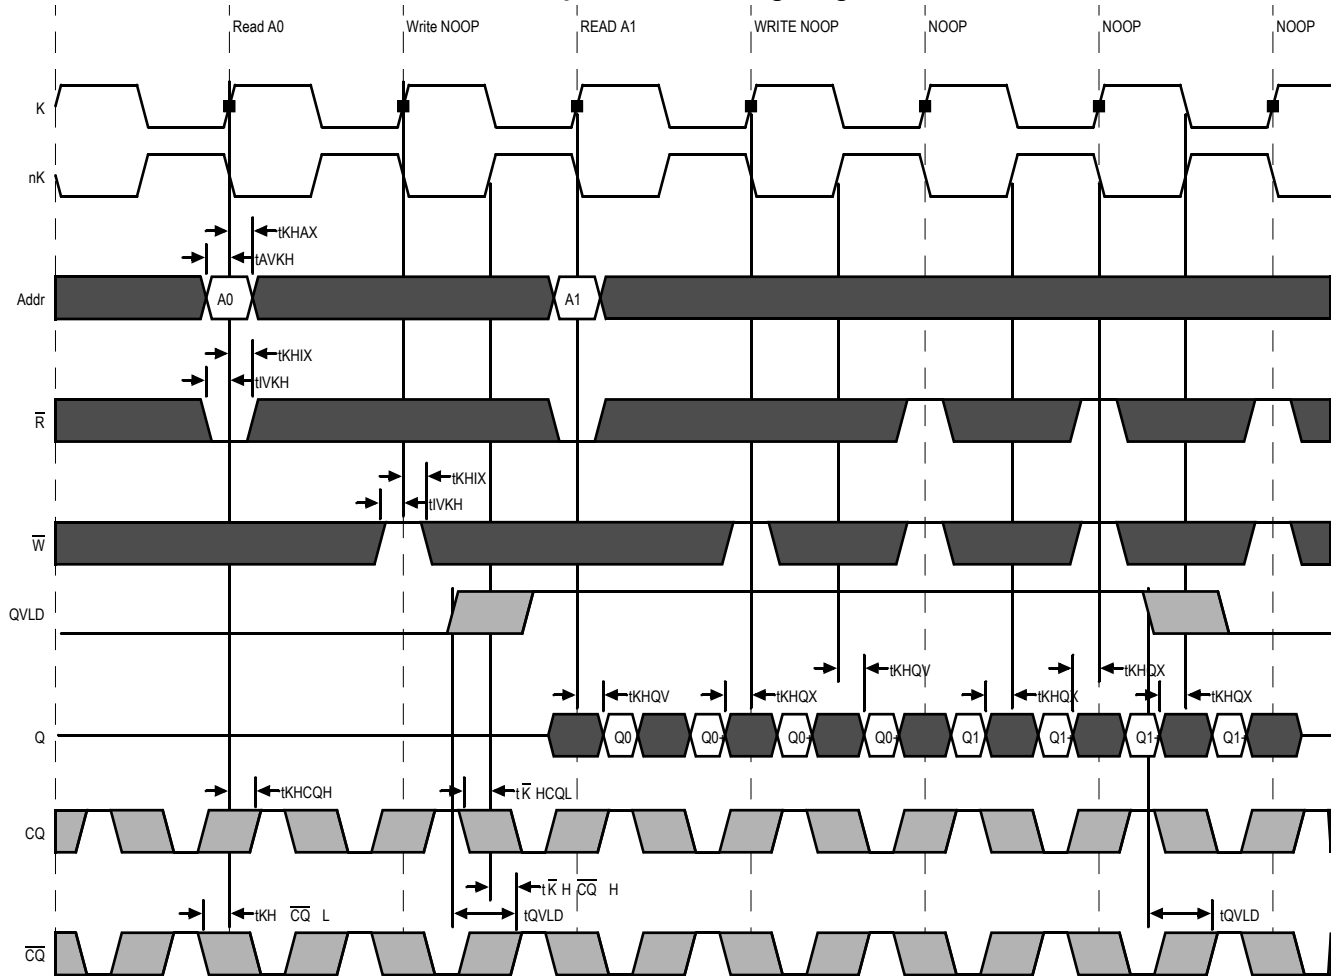 Read A0 Write NOOP READ A1 WRITE NOOP NOOP NOOP NOOP
K
nK
tKHAX
tAVKH
Addr A0 A1
tKHIX
tIVKH
R
tKHIX
tIVKH
W
QVLD
tKHQV tKHQX
tKHQV tKHQX tKHQX tKHQX
Q Q0 Q0+ Q0+ Q0+ Q1 Q1+ Q1+ Q1+
tKHCQH tK HCQL
CQ
tK H CQ H
tKH CQ L tQVLD tQVLD
CQ